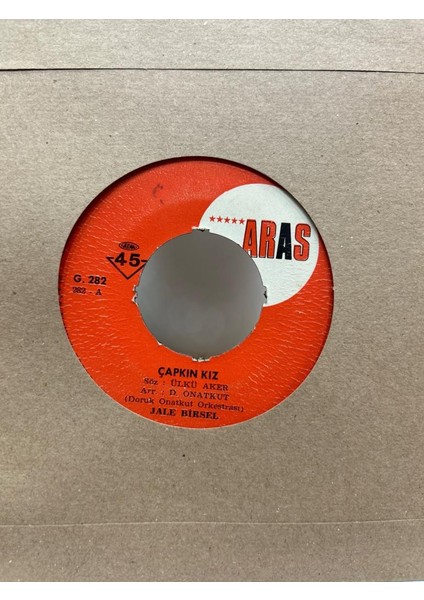 ★★★★★ ARAS
45
G. 282
282 - A
ÇAPKIN KIZ
Söz : ÜLKÜ AKER
Arr : D. ONATKUT
(Doruk Onatkut Orkestrası)
JALE BİRSEL